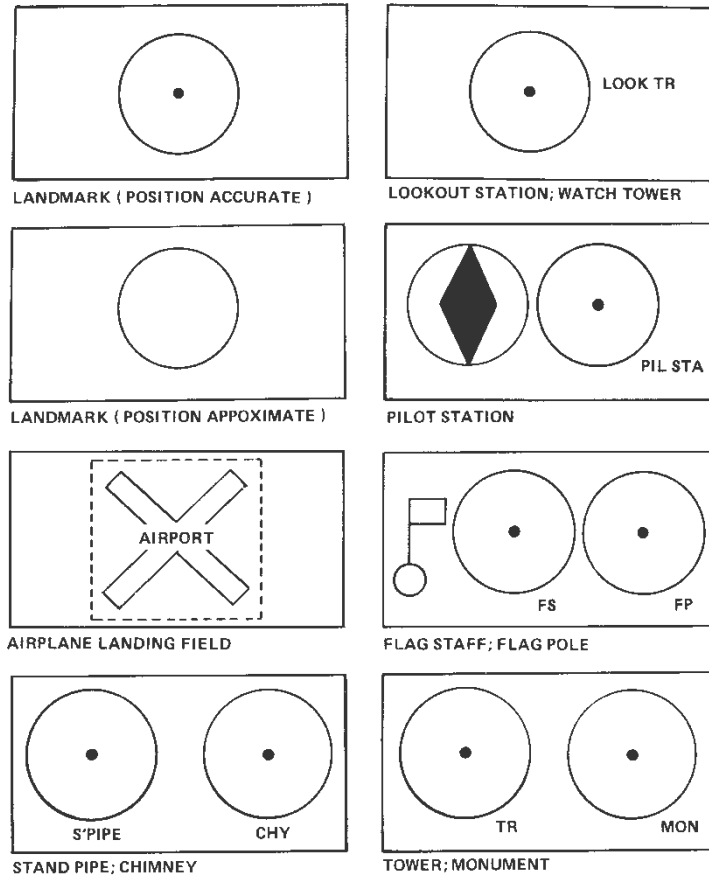 LANDMARK ( POSITION ACCURATE )
LOOK TR
LOOKOUT STATION; WATCH TOWER
LANDMARK ( POSITION APPOXIMATE )
PIL STA
PILOT STATION
AIRPORT
AIRPLANE LANDING FIELD
FS FP
FLAG STAFF; FLAG POLE
S'PIPE CHY
STAND PIPE; CHIMNEY
TR MON
TOWER; MONUMENT